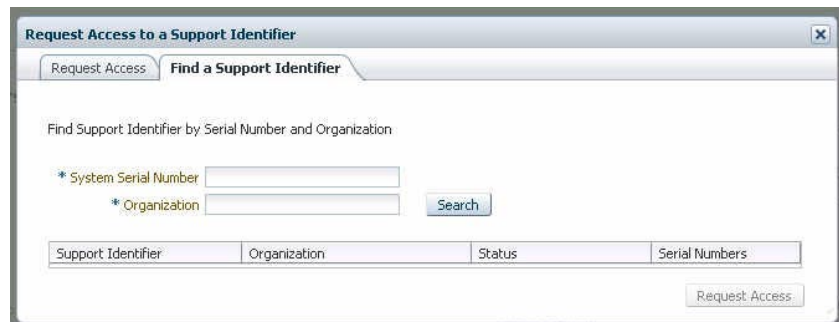 Request Access to a Support Identifier
Request Access Find a Support Identifier
Find Support Identifier by Serial Number and Organization
* System Serial Number
* Organization Search
Support Identifier Organization Status Serial Numbers
Request Access